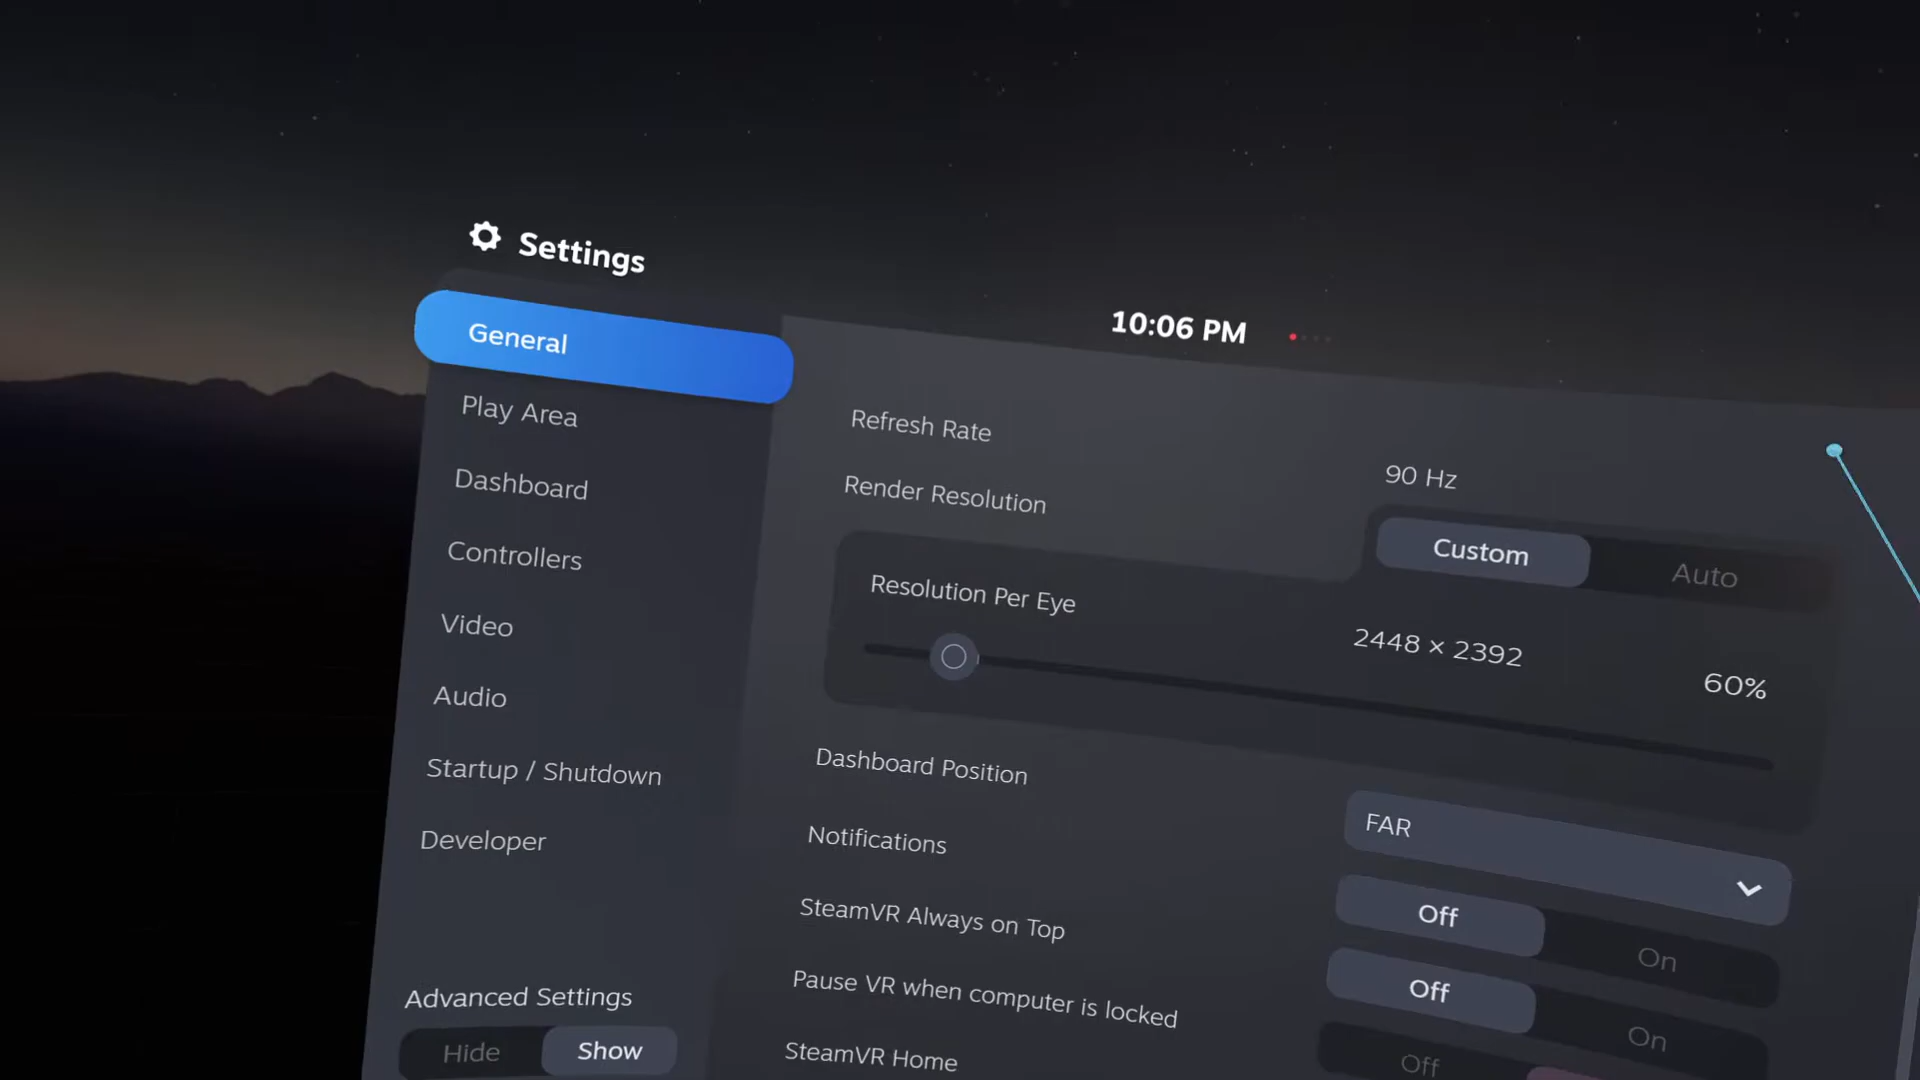 Settings
10:06 PM
General
Play Area
Dashboard
Controllers
Video
Audio
Startup / Shutdown
Developer
Advanced Settings
Hide Show
Refresh Rate
90 Hz
Render Resolution
Custom Auto
Resolution Per Eye
2448 × 2392
60%
Dashboard Position
FAR
Notifications
Off On
SteamVR Always on Top
Off On
Pause VR when computer is locked
Off
SteamVR Home